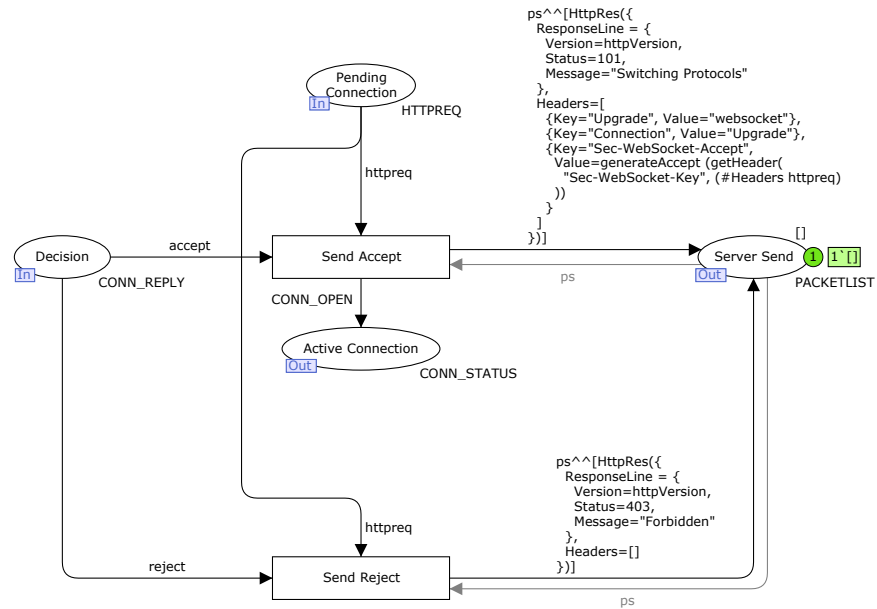 ps^^[HttpRes({
ResponseLine = {
Version=httpVersion,
Status=101,
Message="Switching Protocols"
},
Headers=[
{Key="Upgrade", Value="websocket"},
{Key="Connection", Value="Upgrade"},
{Key="Sec-WebSocket-Accept",
Value=generateAccept (getHeader(
"Sec-WebSocket-Key", (#Headers httpreq)
))
}
]
})]
Pending
Connection
In
HTTPREQ
httpreq
Decision
In
CONN_REPLY
accept
Send Accept
ps
[]
Server Send
Out
1
1`[]
PACKETLIST
CONN_OPEN
Active Connection
Out
CONN_STATUS
ps^^[HttpRes({
ResponseLine = {
Version=httpVersion,
Status=403,
Message="Forbidden"
},
Headers=[]
})]
httpreq
reject
Send Reject
ps